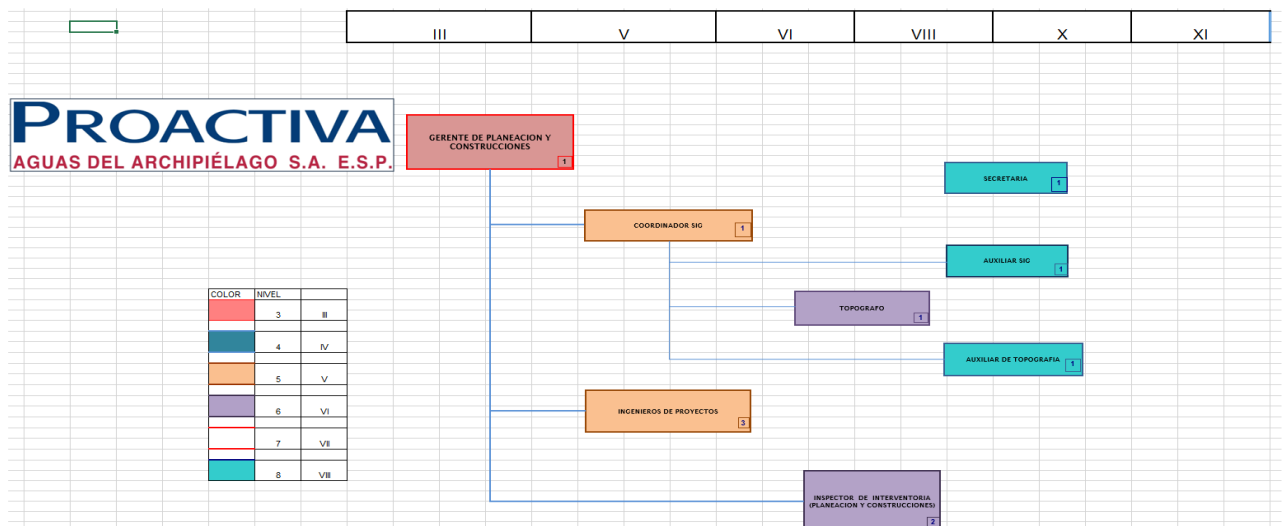 III V VI VIII X XI
PROACTIVA
AGUAS DEL ARCHIPIÉLAGO S.A. E.S.P.
GERENTE DE PLANEACION Y
CONSTRUCCIONES
1
SECRETARIA
1
COORDINADOR SIG
1
AUXILIAR SIG
1
TOPOGRAFO
1
AUXILIAR DE TOPOGRAFIA
1
INGENIEROS DE PROYECTOS
3
INSPECTOR DE INTERVENTORIA
(PLANEACION Y CONSTRUCCIONES)
2
COLOR NIVEL
3 III
4 IV
5 V
6 VI
7 VII
8 VIII